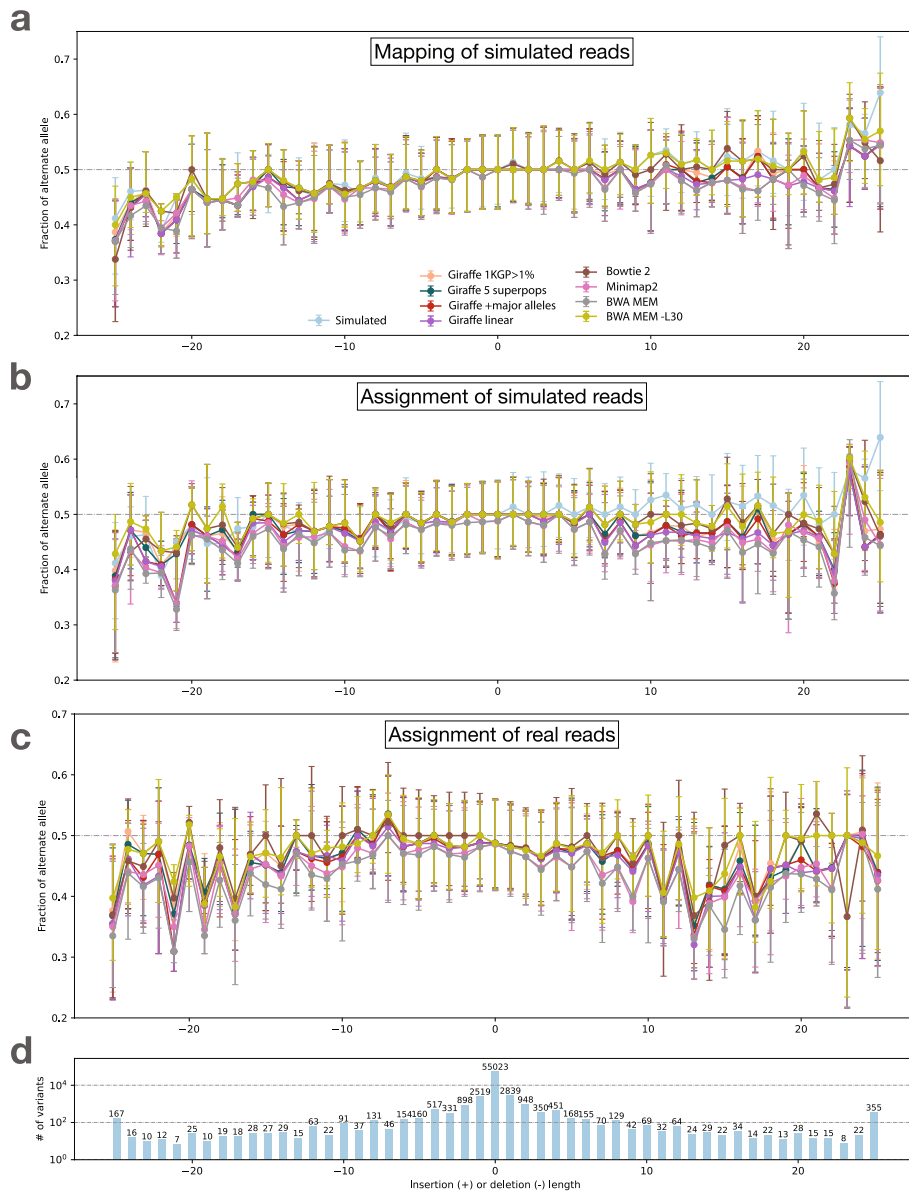 a
Mapping of simulated reads
Fraction of alternate allele
0.7
0.6
0.5
0.4
0.3
0.2
Simulated
Giraffe 1KGP>1%
Giraffe 5 superpops
Giraffe +major alleles
Giraffe linear
Bowtie 2
Minimap2
BWA MEM
BWA MEM -L30
−20 −10 0 10 20
b
Assignment of simulated reads
Fraction of alternate allele
0.7
0.6
0.5
0.4
0.3
0.2
−20 −10 0 10 20
c
Assignment of real reads
Fraction of alternate allele
0.7
0.6
0.5
0.4
0.3
0.2
−20 −10 0 10 20
d
# of variants
10⁴
10²
10⁰
167 16 10 12 7 25 10 19 18 28 27 29 15 63 22 91 37 131 46 154 160 517 331 898 2519 55023 2839 948 350 451 168 155 70 129 42 69 32 64 24 29 22 34 14 22 13 28 15 15 8 22 355
−20 −10 0 10 20
Insertion (+) or deletion (-) length